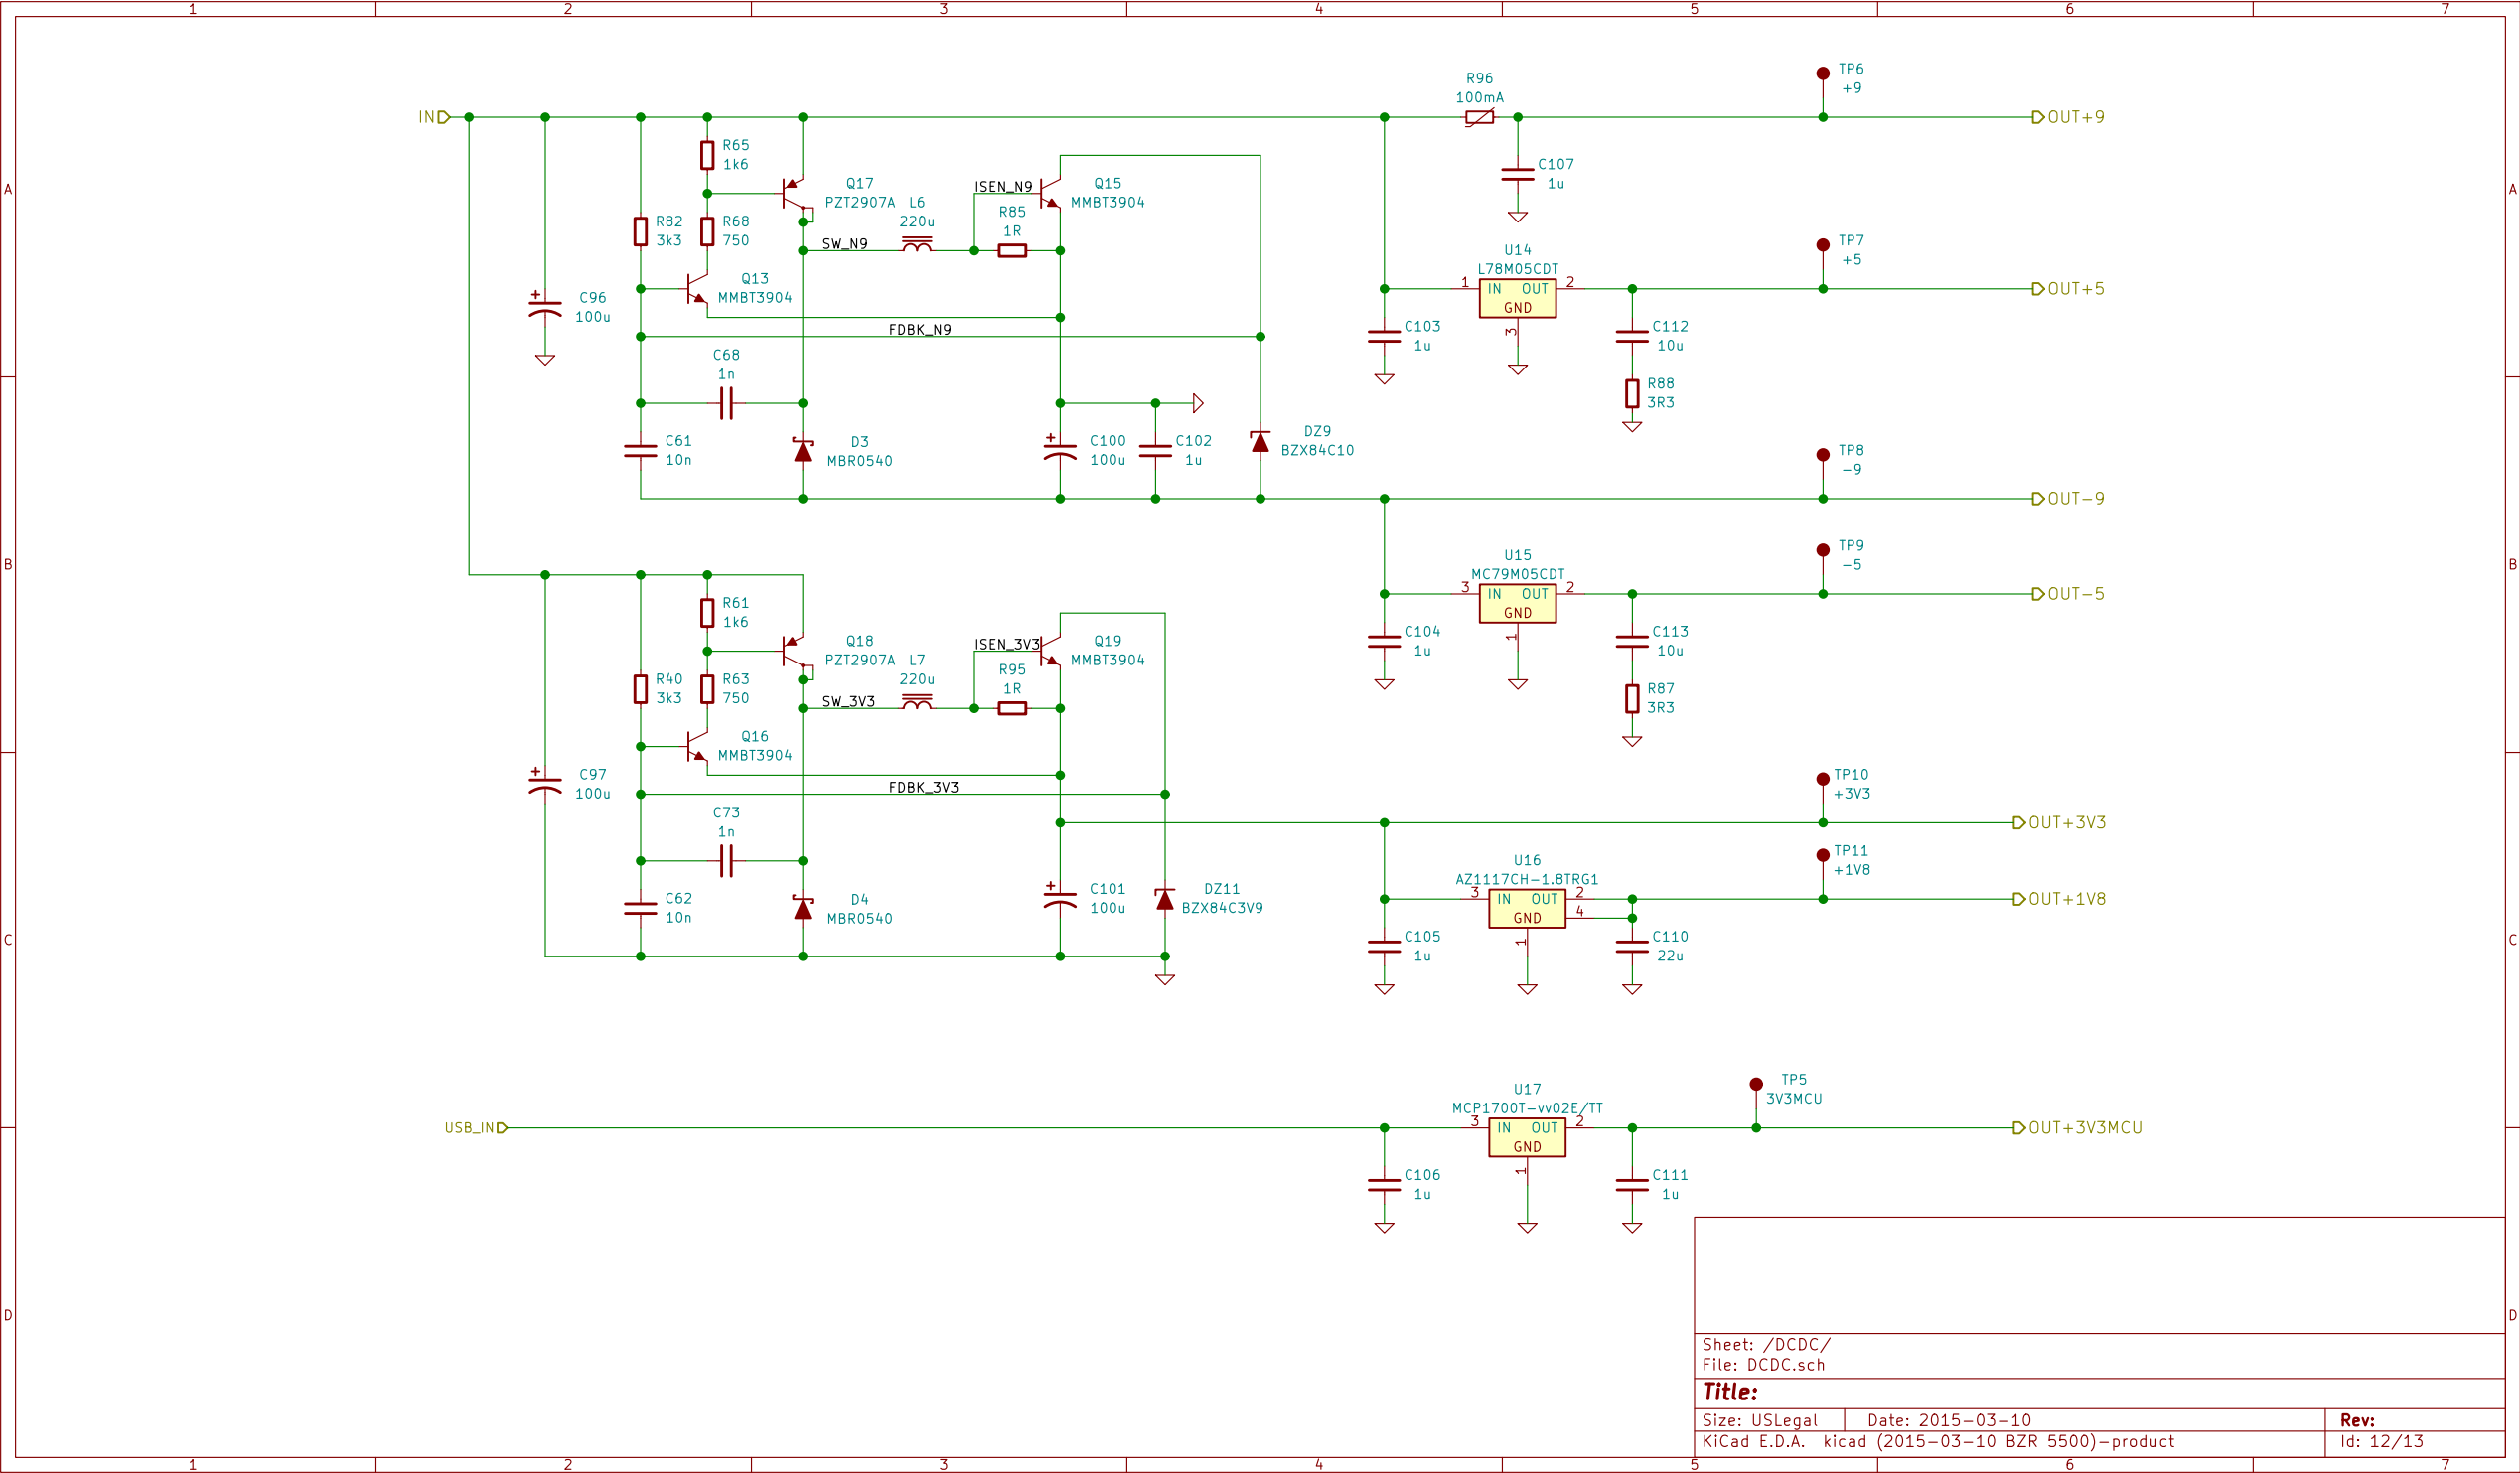 1 2 3 4 5 6 7
A
A
B
B
C
C
D
D
IN
R65
1k6
Q17
PZT2907A
L6
220u
ISEN_N9
Q15
MMBT3904
R82
3k3
R68
750
R85
1R
SW_N9
Q13
MMBT3904
C96
100u
FDBK_N9
C68
1n
C61
10n
D3
MBR0540
C100
100u
C102
1u
DZ9
BZX84C10
R96
100mA
TP6
+9
OUT+9
C107
1u
U14
L78M05CDT
1 IN OUT 2
GND
3
TP7
+5
OUT+5
C103
1u
C112
10u
R88
3R3
TP8
-9
OUT-9
U15
MC79M05CDT
3 IN OUT 2
GND
1
TP9
-5
OUT-5
C104
1u
C113
10u
R87
3R3
R61
1k6
Q18
PZT2907A
L7
220u
ISEN_3V3
Q19
MMBT3904
R40
3k3
R63
750
R95
1R
SW_3V3
Q16
MMBT3904
C97
100u
FDBK_3V3
C73
1n
C62
10n
D4
MBR0540
C101
100u
DZ11
BZX84C3V9
TP10
+3V3
OUT+3V3
U16
AZ1117CH-1.8TRG1
3 IN OUT 2
4
GND
1
TP11
+1V8
OUT+1V8
C105
1u
C110
22u
USB_IN
U17
MCP1700T-vv02E/TT
3 IN OUT 2
GND
1
TP5
3V3MCU
OUT+3V3MCU
C106
1u
C111
1u
Sheet: /DCDC/
File: DCDC.sch
Title:
Size: USLegal Date: 2015-03-10 Rev:
KiCad E.D.A. kicad (2015-03-10 BZR 5500)-product Id: 12/13
1 2 3 4 5 6 7